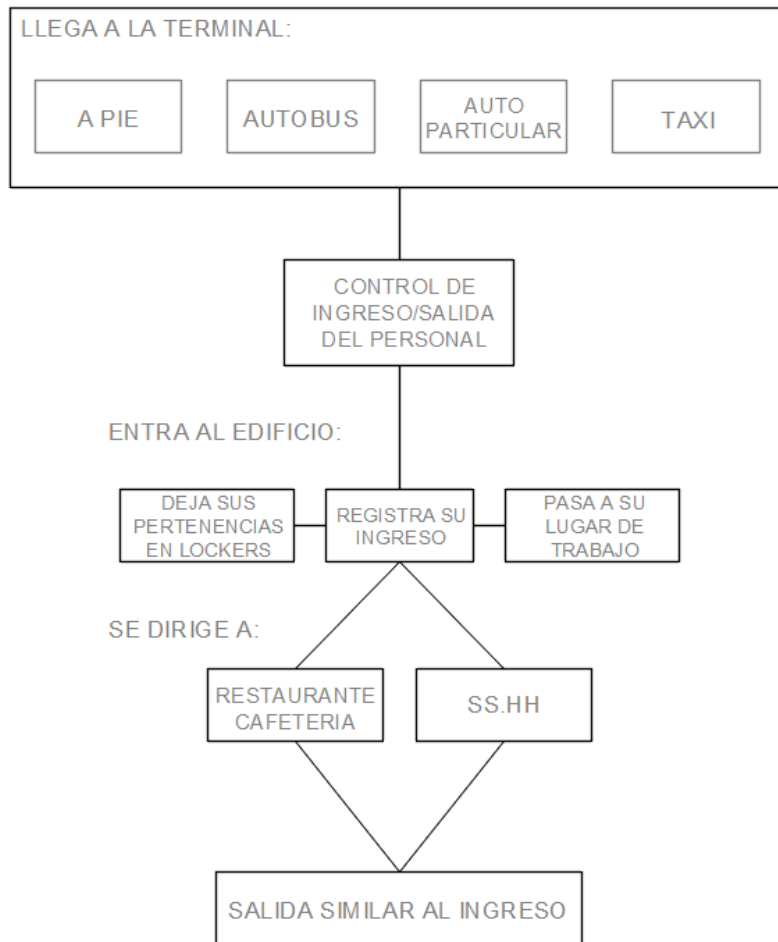 LLEGA A LA TERMINAL:
A PIE
AUTOBUS
AUTO
PARTICULAR
TAXI
CONTROL DE
INGRESO/SALIDA
DEL PERSONAL
ENTRA AL EDIFICIO:
DEJA SUS
PERTENENCIAS
EN LOCKERS
REGISTRA SU
INGRESO
PASA A SU
LUGAR DE
TRABAJO
SE DIRIGE A:
RESTAURANTE
CAFETERIA
SS.HH
SALIDA SIMILAR AL INGRESO